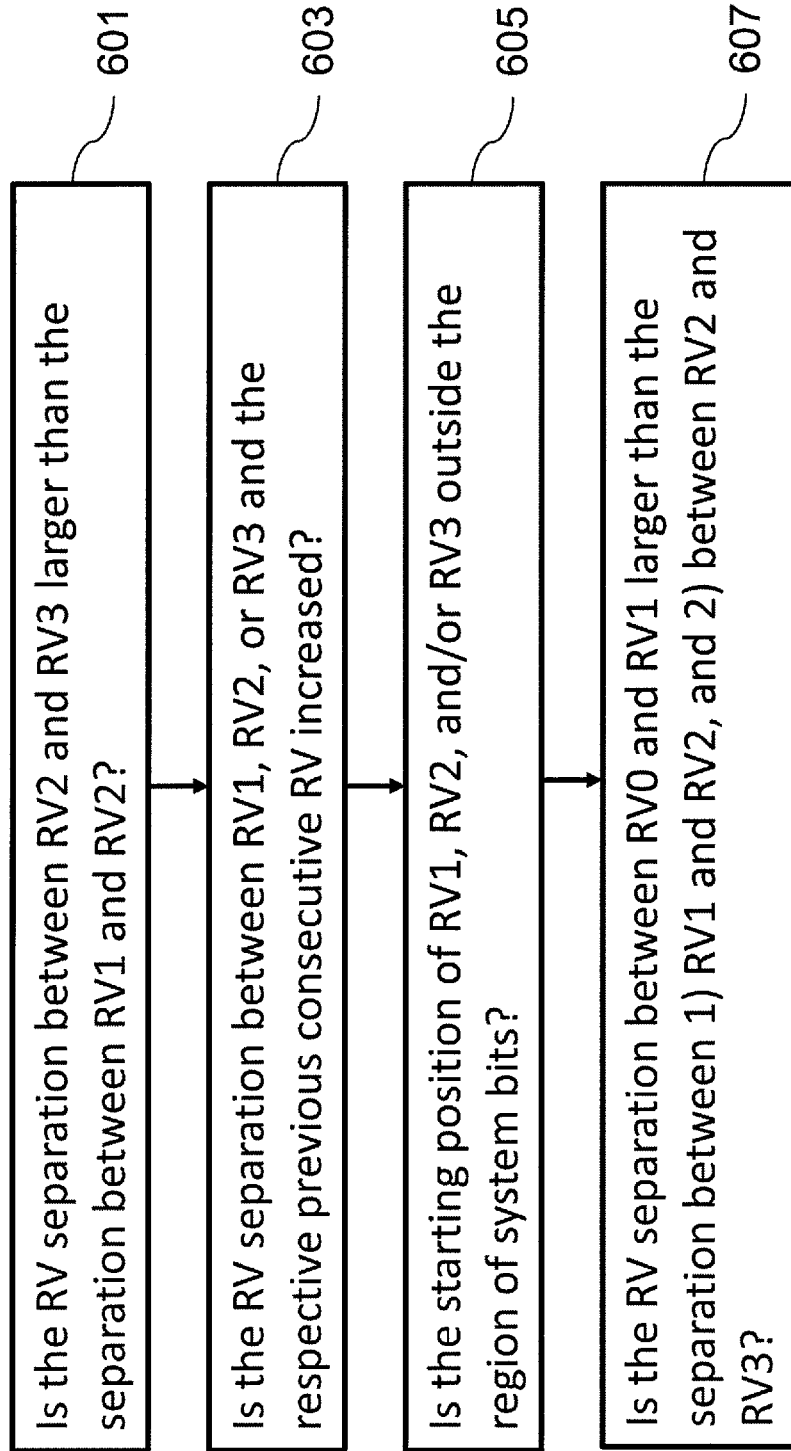 Is the RV separation between RV2 and RV3 larger than the
separation between RV1 and RV2?
601
Is the RV separation between RV1, RV2, or RV3 and the
respective previous consecutive RV increased?
603
Is the starting position of RV1, RV2, and/or RV3 outside the
region of system bits?
605
Is the RV separation between RV0 and RV1 larger than the
separation between 1) RV1 and RV2, and 2) between RV2 and
RV3?
607